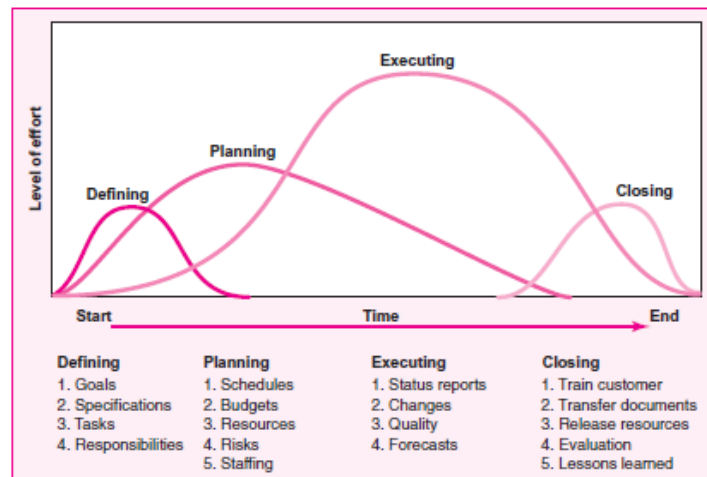 Executing
Planning
Defining
Closing
Level of effort
Start Time End
Defining
1. Goals
2. Specifications
3. Tasks
4. Responsibilities
Planning
1. Schedules
2. Budgets
3. Resources
4. Risks
5. Staffing
Executing
1. Status reports
2. Changes
3. Quality
4. Forecasts
Closing
1. Train customer
2. Transfer documents
3. Release resources
4. Evaluation
5. Lessons learned